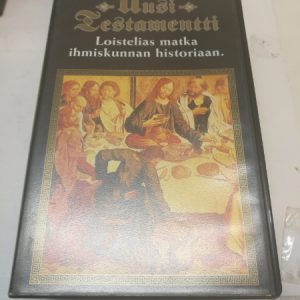 Uusi
Testamentti
Loistelias matka
ihmiskunnan historiaan.